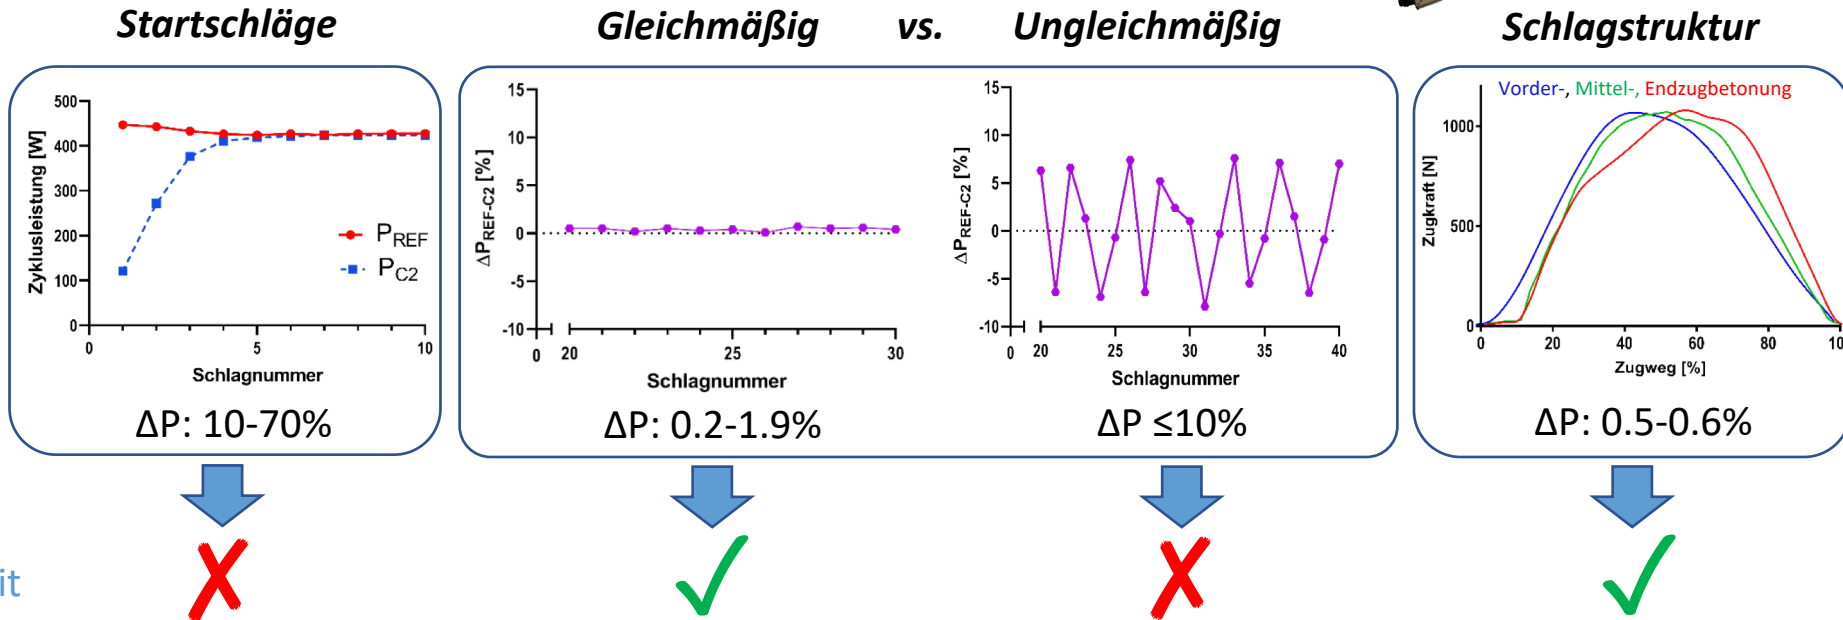 Startschläge
Gleichmäßig vs. Ungleichmäßig
Schlagstruktur
500
400
300
200
100
0
Zyklusleistung [W]
P_REF
P_C2
0 5 10
Schlagnummer
ΔP: 10-70%
15
10
5
0
-5
-10
ΔP_REF-C2 [%]
0 20 25 30
Schlagnummer
ΔP: 0.2-1.9%
15
10
5
0
-5
-10
ΔP_REF-C2 [%]
0 20 25 30 35 40
Schlagnummer
ΔP ≤10%
Vorder-, Mittel-, Endzugbetonung
1000
500
0
Zugkraft [N]
0 20 40 60 80 10
Zugweg [%]
ΔP: 0.5-0.6%
it